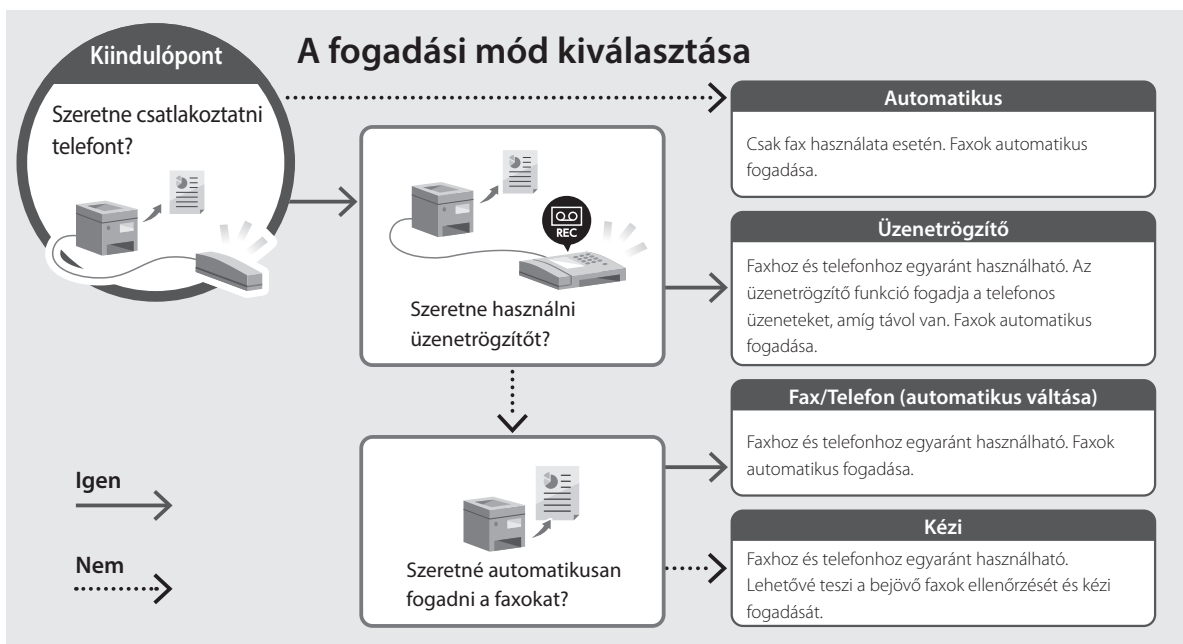 A fogadási mód kiválasztása
Kiindulópont
Szeretne csatlakoztatni
telefont?
REC
Szeretne használni
üzenetrögzítőt?
Szeretné automatikusan
fogadni a faxokat?
Automatikus
Csak fax használata esetén. Faxok automatikus
fogadása.
Üzenetrögzítő
Faxhoz és telefonhoz egyaránt használható. Az
üzenetrögzítő funkció fogadja a telefonos
üzeneteket, amíg távol van. Faxok automatikus
fogadása.
Fax/Telefon (automatikus váltása)
Faxhoz és telefonhoz egyaránt használható. Faxok
automatikus fogadása.
Kézi
Faxhoz és telefonhoz egyaránt használható.
Lehetővé teszi a bejövő faxok ellenőrzését és kézi
fogadását.
Igen
Nem